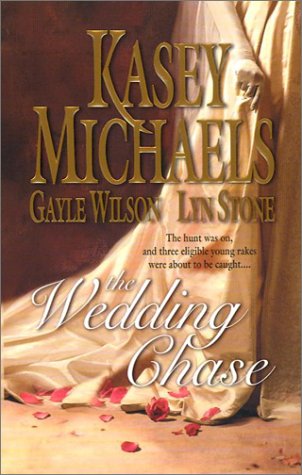 KASEY
MICHAELS
GAYLE WILSON LYN STONE
The hunt was on,
and three eligible young rakes
were about to be caught....
the
Wedding
Chase